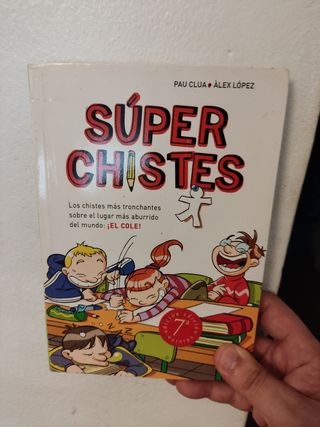 PAU CLUA • ÀLEX LÓPEZ
SÚPER
CHISTES
Los chistes más tronchantes
sobre el lugar más aburrido
del mundo: ¡EL COLE!
7ª